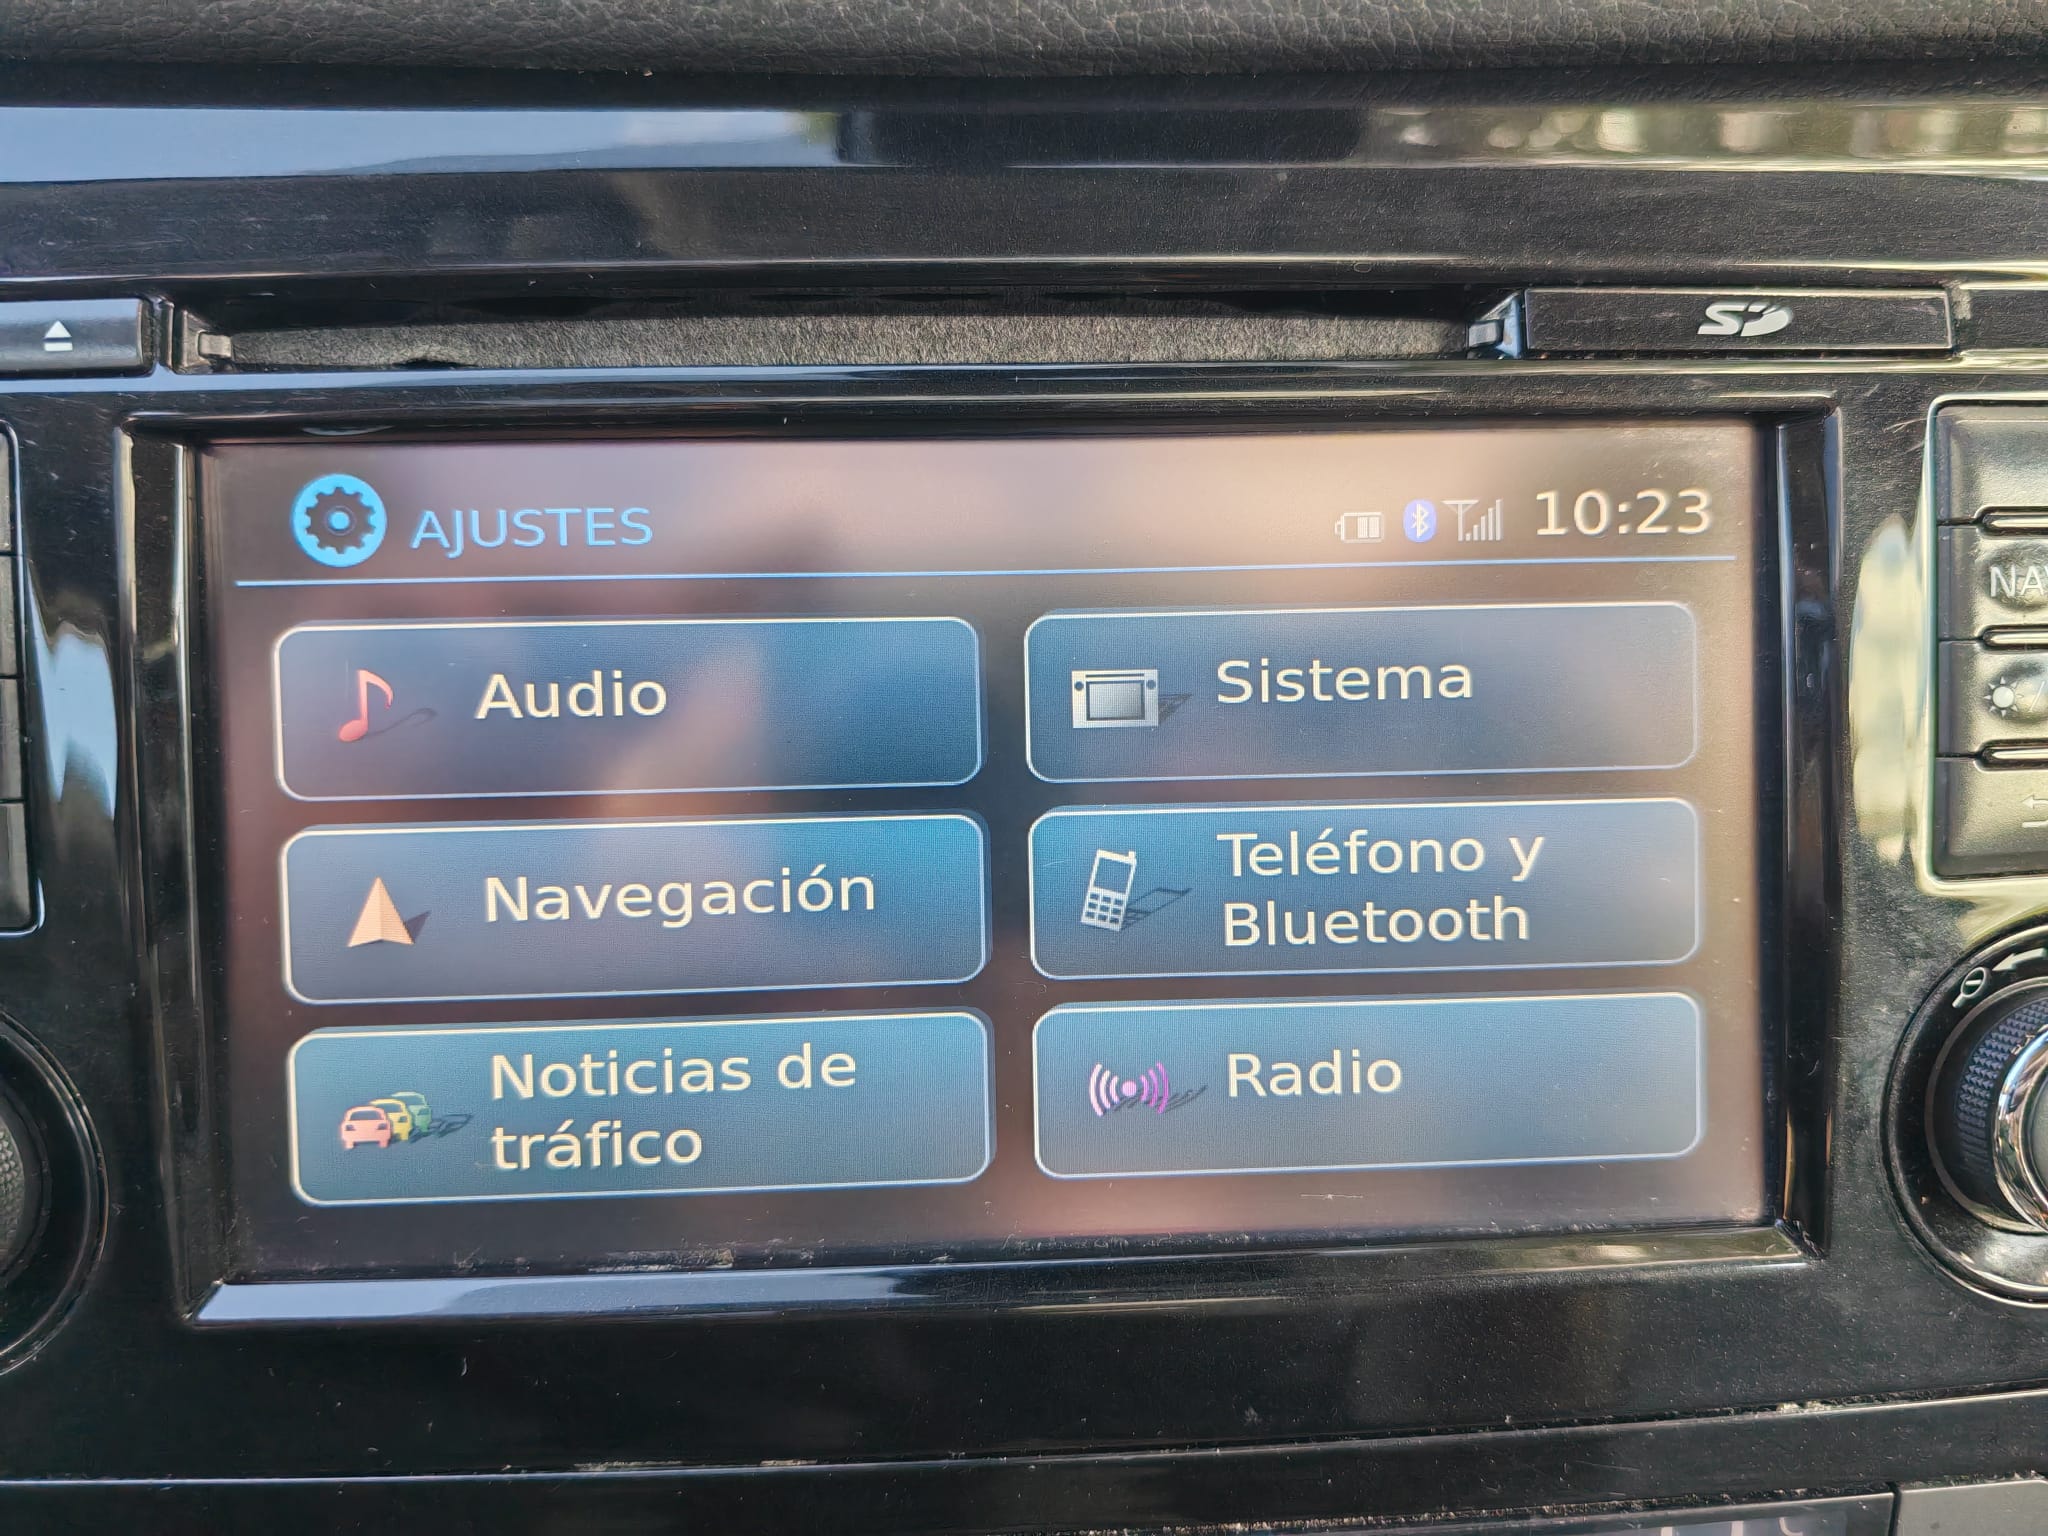 SD
AJUSTES
10:23
Audio
Sistema
Navegación
Teléfono y
Bluetooth
Noticias de
tráfico
Radio